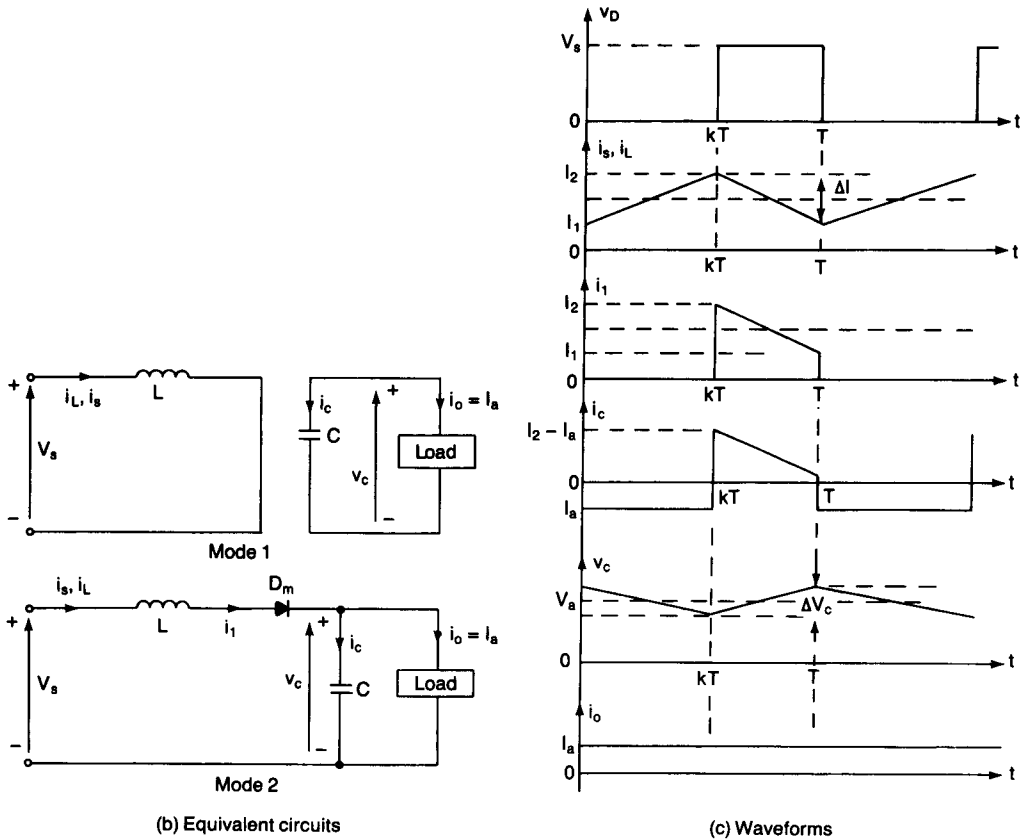 +
i_L, i_s
L
V_s
–
i_c
C
+
v_c
–
i_o = I_a
Load
Mode 1
i_s, i_L
L
i_1
D_m
+
V_s
–
+
v_c
–
i_c
C
i_o = I_a
Load
Mode 2
(b) Equivalent circuits
v_D
V_s
0
kT
T
t
i_s, i_L
I_2
ΔI
I_1
0
kT
T
t
i_1
I_2
I_1
0
kT
T
t
i_c
I_2 – I_a
0
kT
T
t
I_a
v_c
V_a
ΔV_c
0
kT
T
t
i_o
I_a
0
t
(c) Waveforms